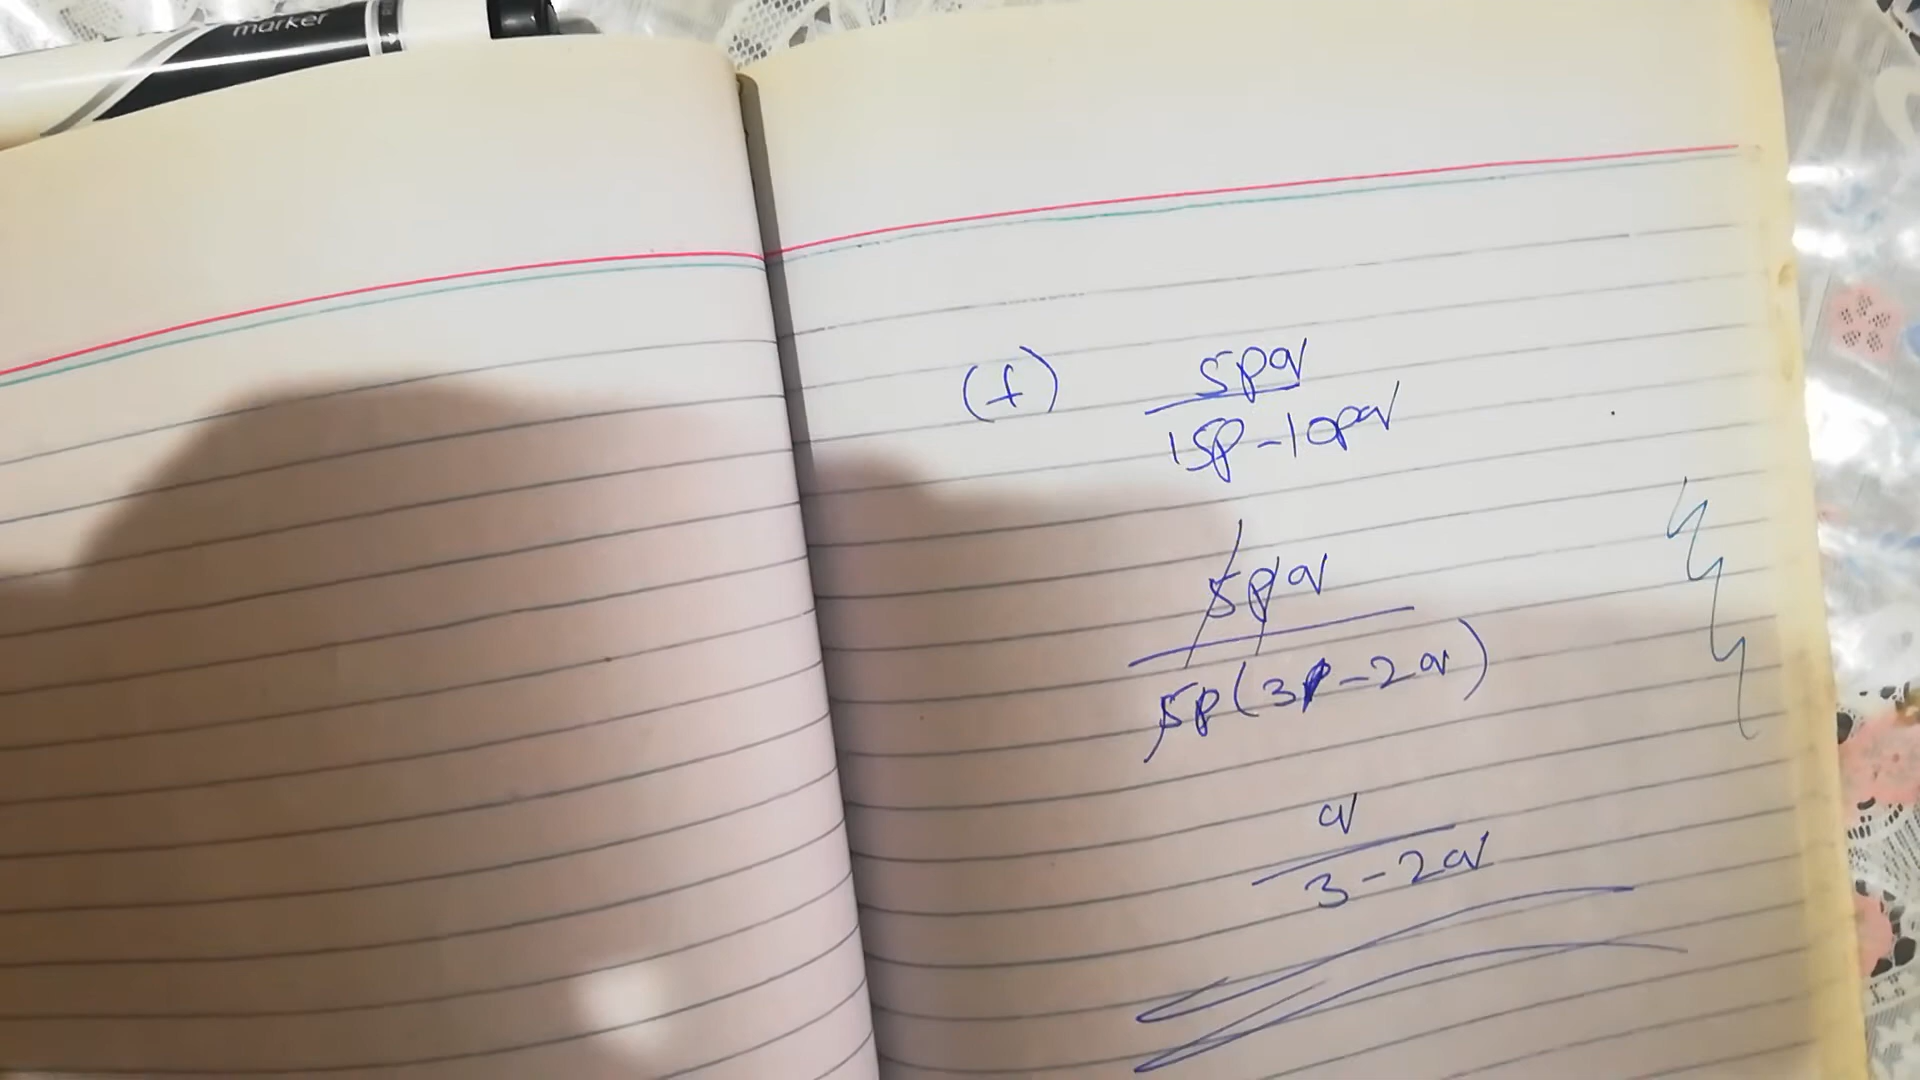 marker
(f) 5pq
15p-10pq
5pq
5p(3p-2q)
q
3-2q